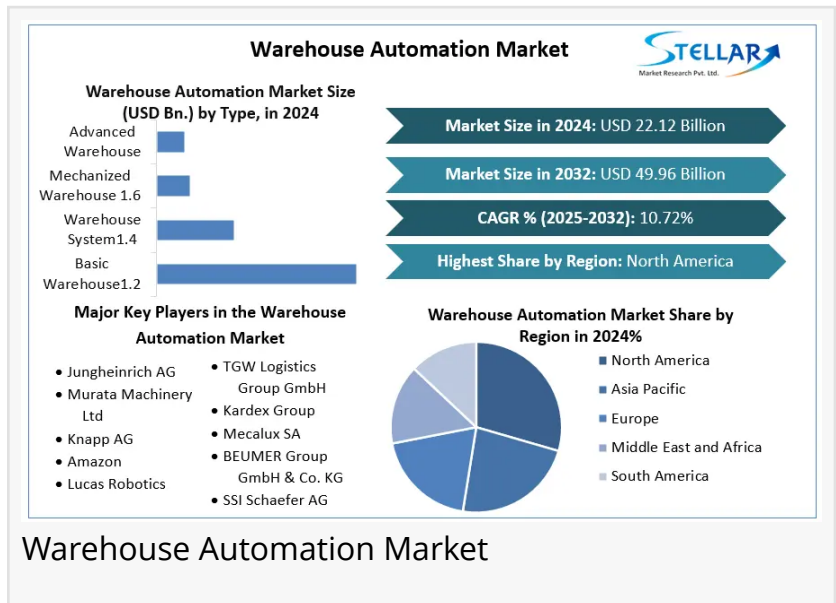 Warehouse Automation Market
STELLAR
Market Research Pvt. Ltd.
Warehouse Automation Market Size
(USD Bn.) by Type, in 2024
Advanced
Warehouse
Mechanized
Warehouse 1.6
Warehouse
System1.4
Basic
Warehouse1.2
Market Size in 2024: USD 22.12 Billion
Market Size in 2032: USD 49.96 Billion
CAGR % (2025-2032): 10.72%
Highest Share by Region: North America
Major Key Players in the Warehouse
Automation Market
• Jungheinrich AG
• Murata Machinery
Ltd
• Knapp AG
• Amazon
• Lucas Robotics
• TGW Logistics
Group GmbH
• Kardex Group
• Mecalux SA
• BEUMER Group
GmbH & Co. KG
• SSI Schaefer AG
Warehouse Automation Market Share by
Region in 2024%
North America
Asia Pacific
Europe
Middle East and Africa
South America
Warehouse Automation Market